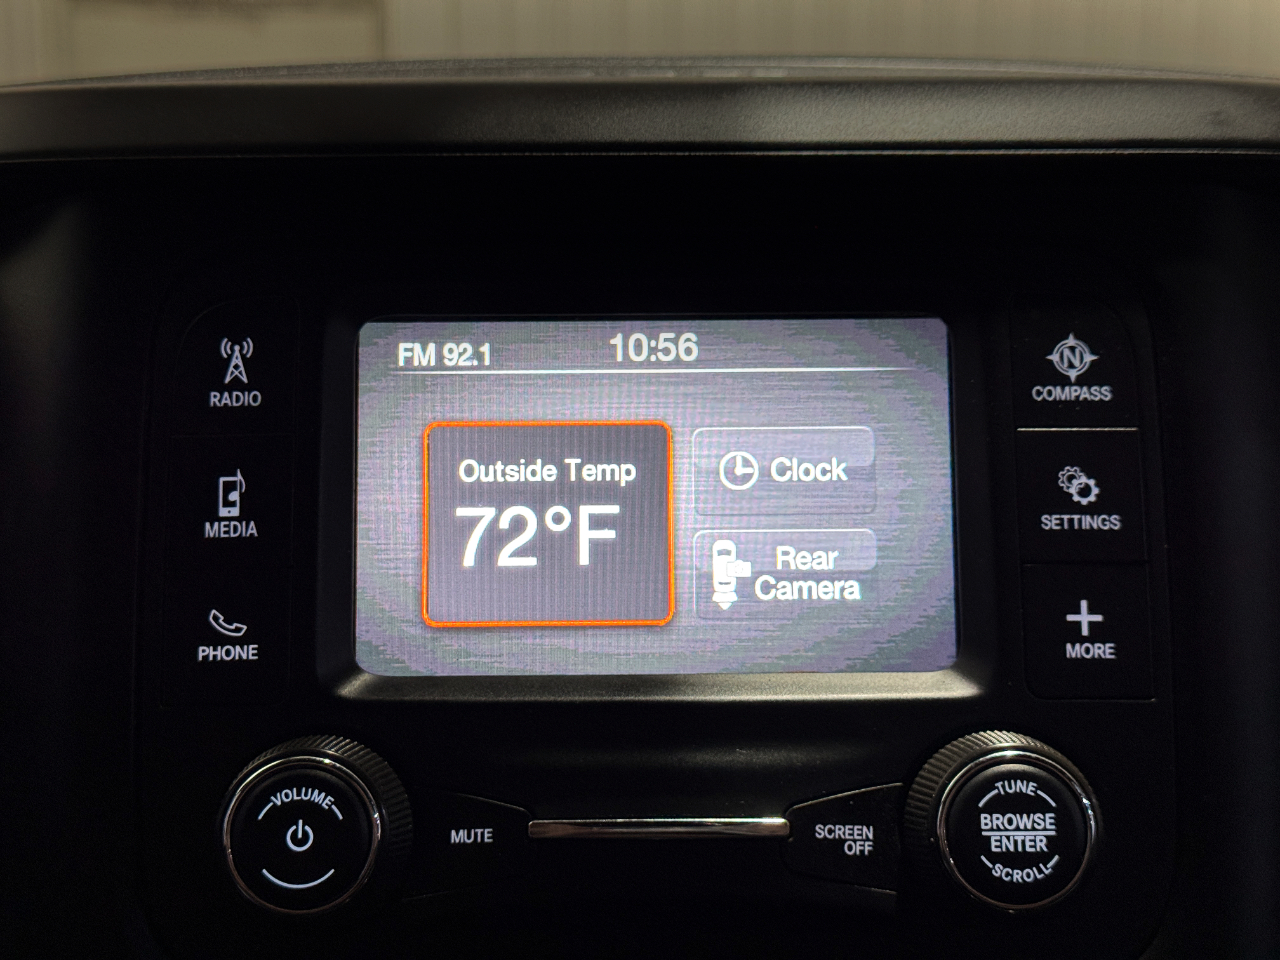 FM 92.1
10:56
Outside Temp
72°F
Clock
Rear
Camera
RADIO
MEDIA
PHONE
N
COMPASS
SETTINGS
MORE
VOLUME
MUTE
SCREEN
OFF
TUNE
BROWSE
ENTER
SCROLL